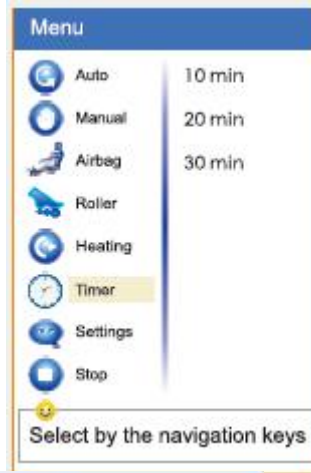 Menu
Auto
10 min
Manual
20 min
Airbag
30 min
Roller
Heating
Timer
Settings
Stop
Select by the navigation keys